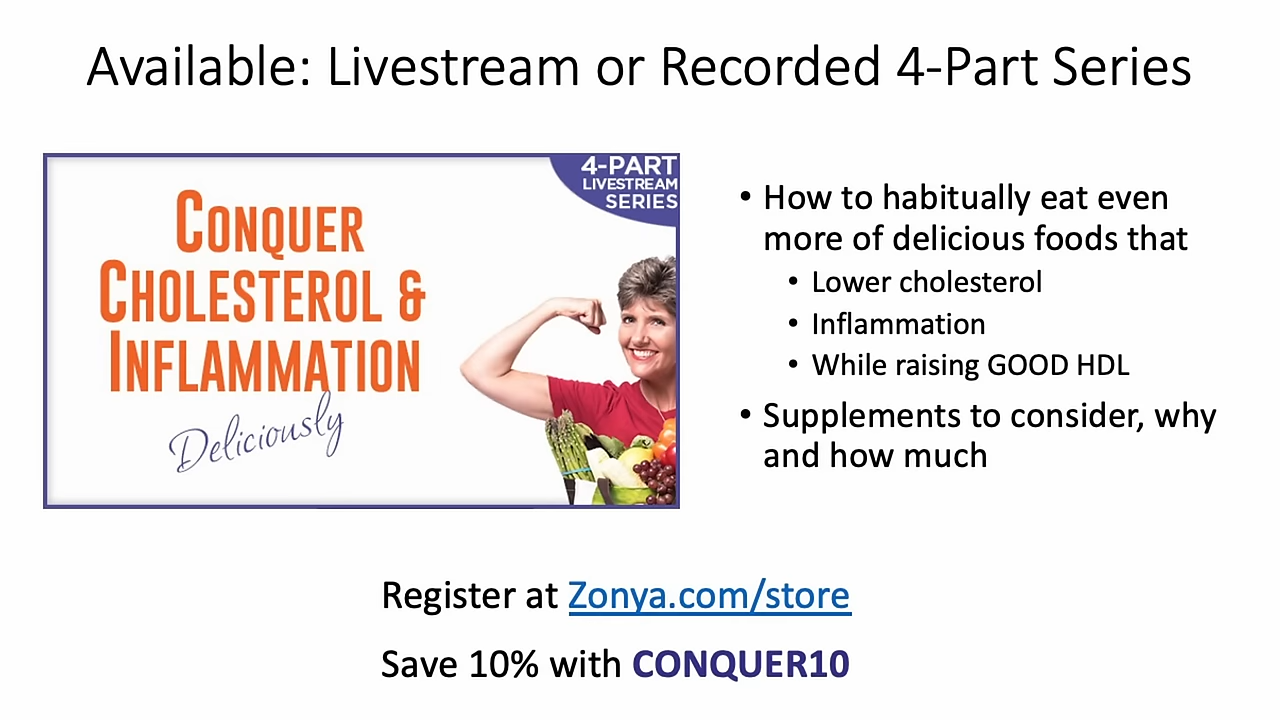 Available: Livestream or Recorded 4-Part Series
4-PART
LIVESTREAM
SERIES
CONQUER
CHOLESTEROL &
INFLAMMATION
Deliciously
• How to habitually eat even
more of delicious foods that
• Lower cholesterol
• Inflammation
• While raising GOOD HDL
• Supplements to consider, why
and how much
Register at Zonya.com/store
Save 10% with CONQUER10